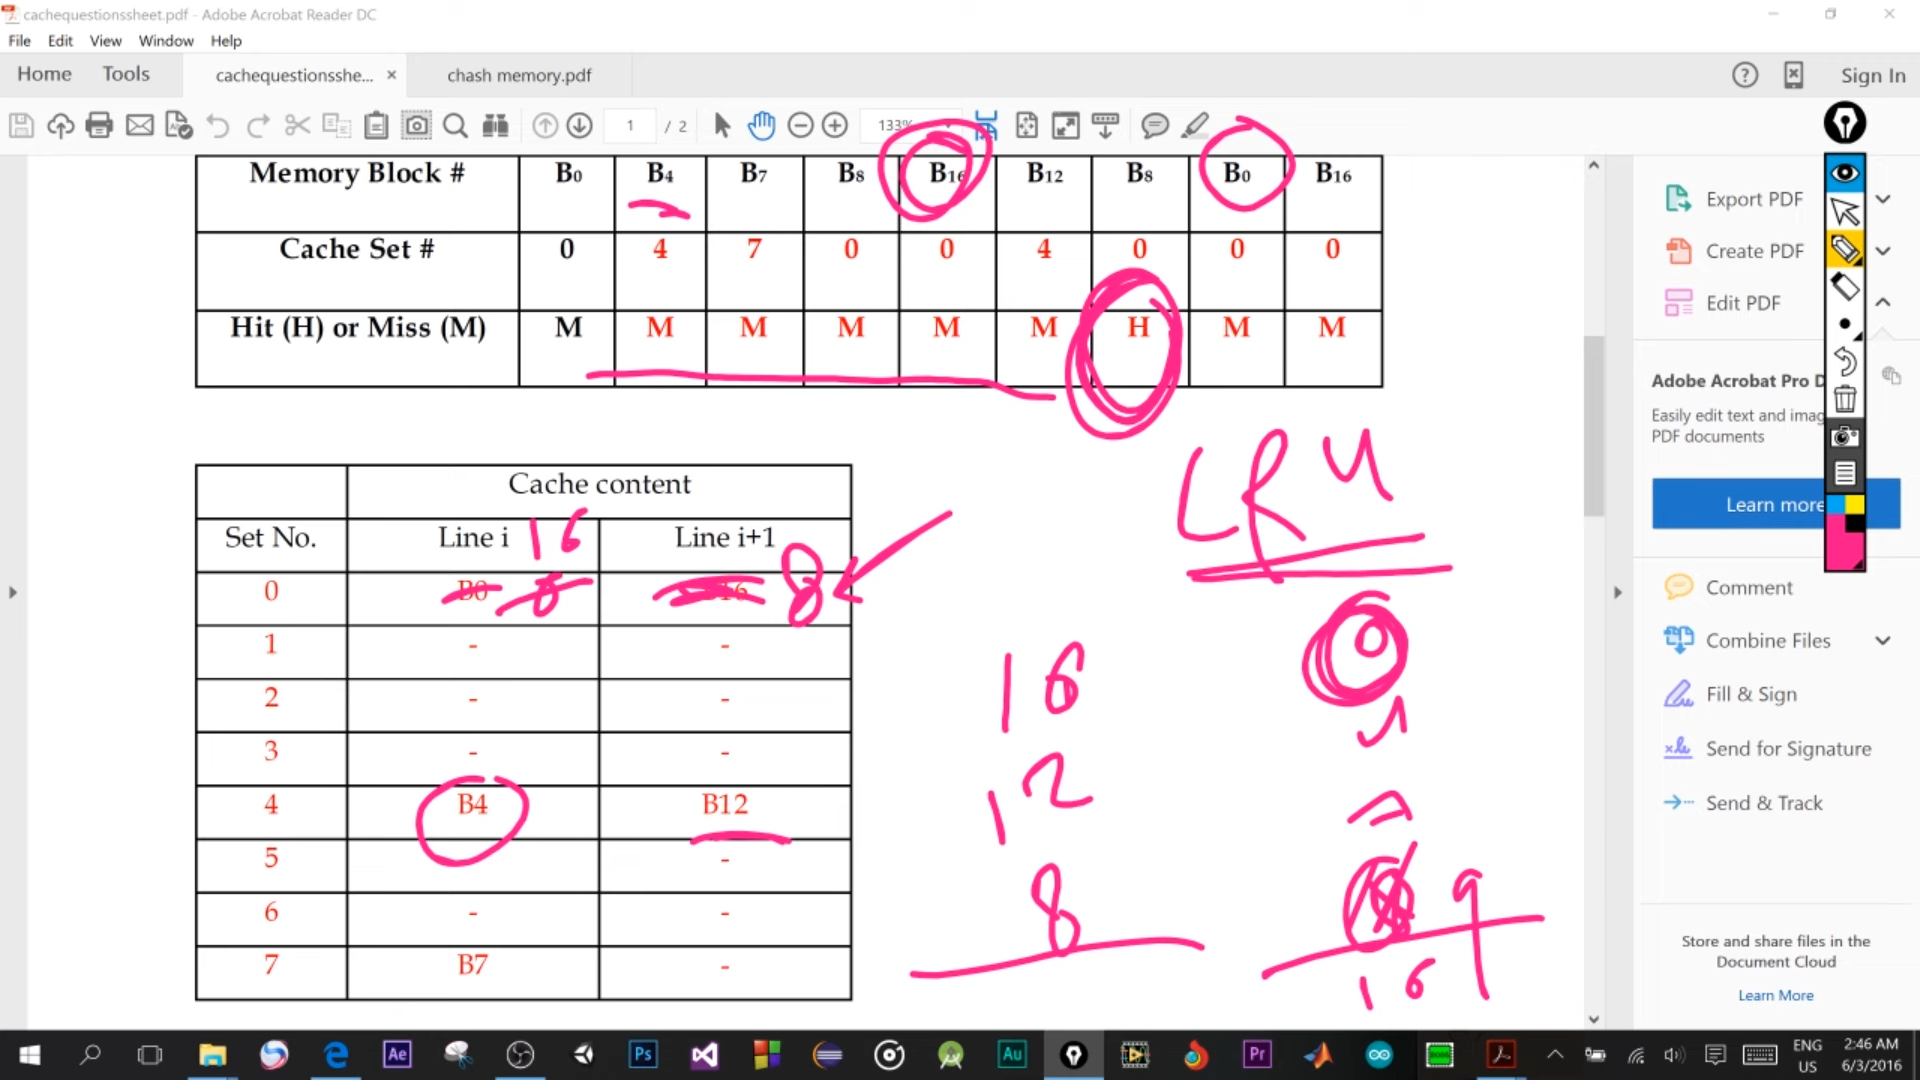 cachequestionssheet.pdf - Adobe Acrobat Reader DC
File Edit View Window Help
Home Tools cachequestionsshe... × chash memory.pdf Sign In
1 / 2 133%
Memory Block # B0 B4 B7 B8 B16 B12 B8 B0 B16
Cache Set # 0 4 7 0 0 4 0 0 0
Hit (H) or Miss (M) M M M M M M H M M
LRU
Cache content
Set No. Line i 16 Line i+1
0 B0 8 B16 8
1 - -
2 - -
3 - -
4 B4 B12
5 -
6 - -
7 B7 -
16
12
8
0
9
16
Export PDF
Create PDF
Edit PDF
Adobe Acrobat Pro D
Easily edit text and imag
PDF documents
Learn more
Comment
Combine Files
Fill & Sign
Send for Signature
Send & Track
Store and share files in the
Document Cloud
Learn More
Ae Ps Au Pr ENG 2:46 AM
US 6/3/2016